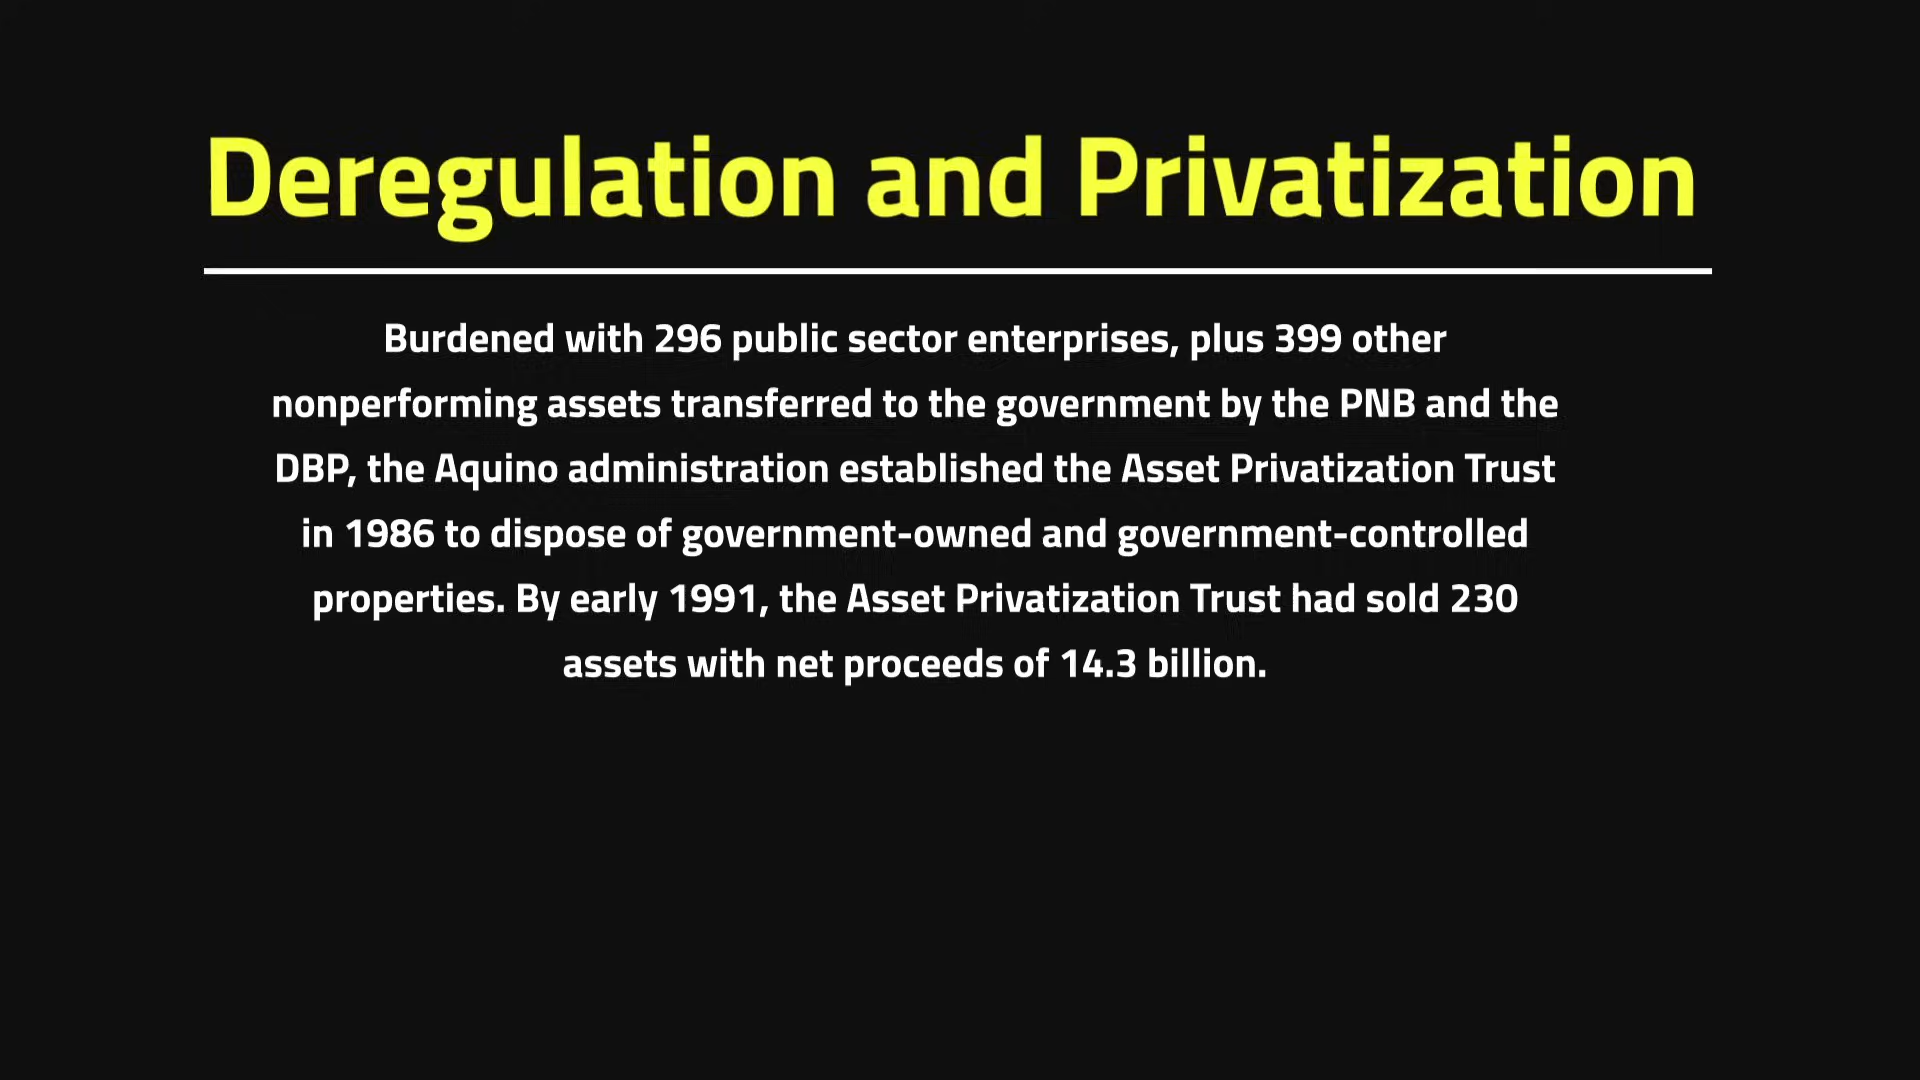 Deregulation and Privatization
Burdened with 296 public sector enterprises, plus 399 other
nonperforming assets transferred to the government by the PNB and the
DBP, the Aquino administration established the Asset Privatization Trust
in 1986 to dispose of government-owned and government-controlled
properties. By early 1991, the Asset Privatization Trust had sold 230
assets with net proceeds of 14.3 billion.